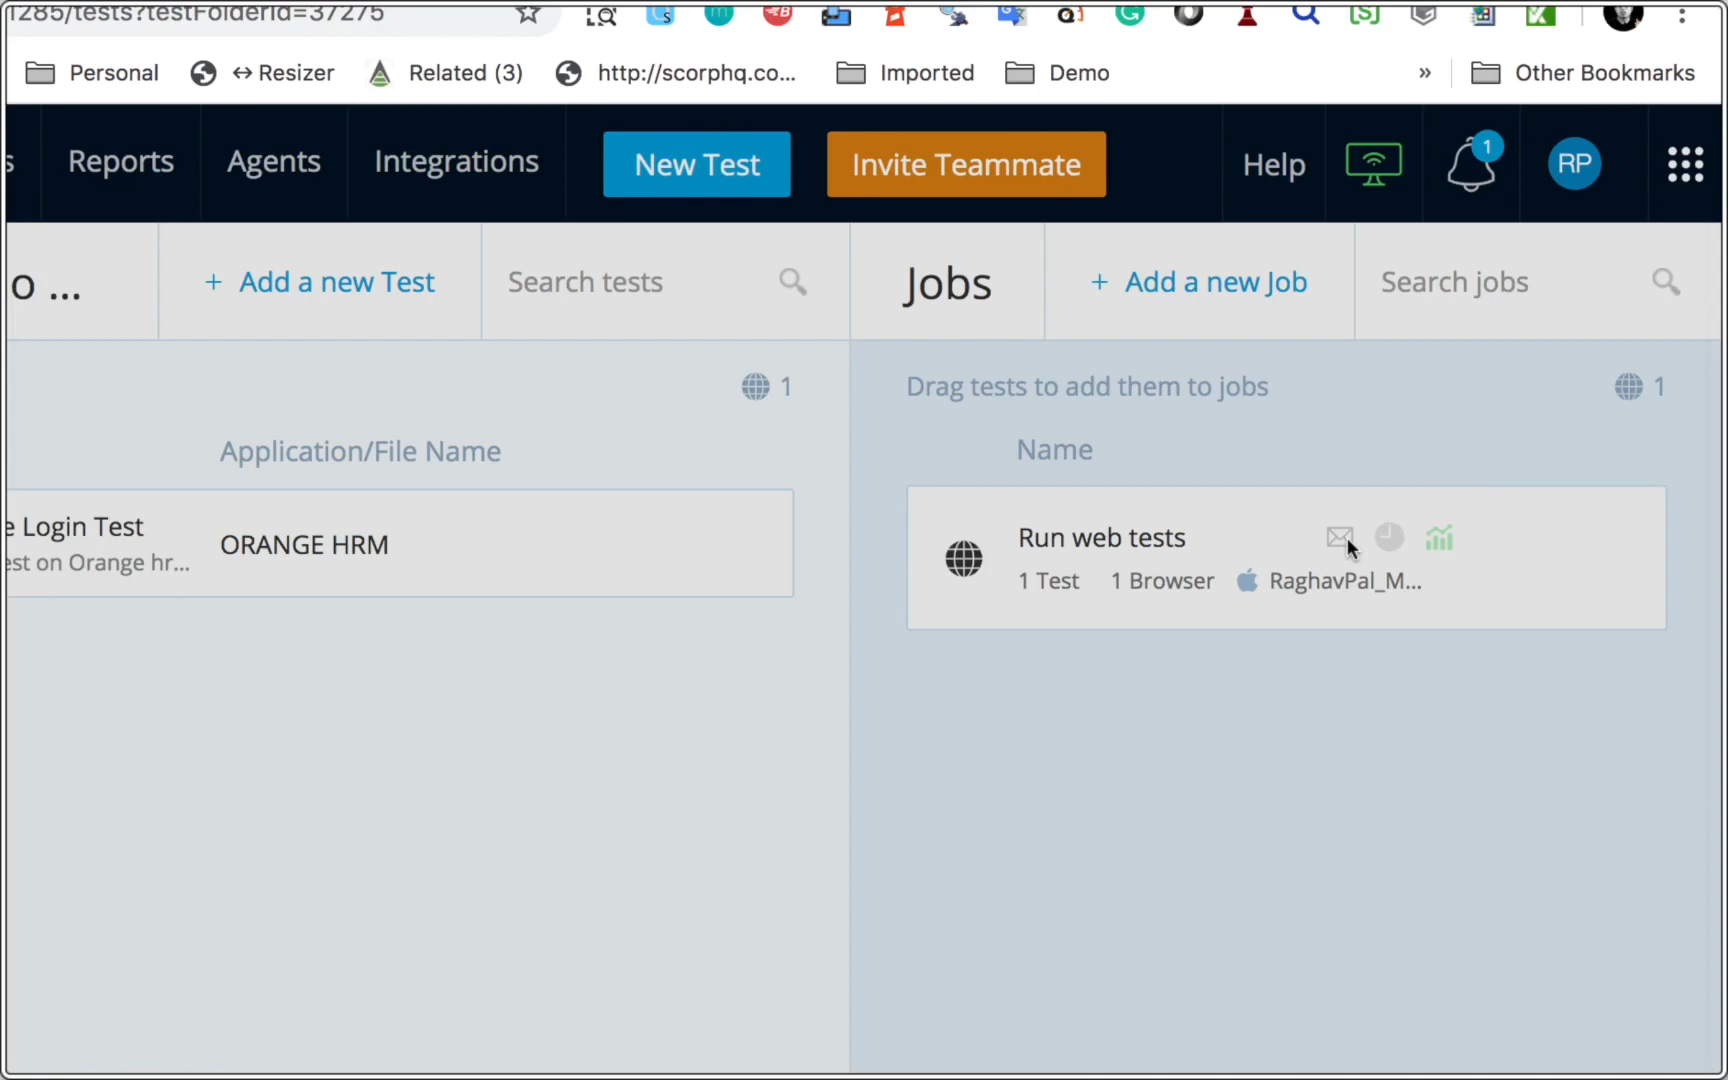 1285/tests?testFolderId=37275
Personal
↔ Resizer
Related (3)
http://scorphq.co...
Imported
Demo
»
Other Bookmarks
s
Reports
Agents
Integrations
New Test
Invite Teammate
Help
1
RP
o ...
+ Add a new Test
Search tests
Jobs
+ Add a new Job
Search jobs
1
Drag tests to add them to jobs
1
Application/File Name
Name
e Login Test
est on Orange hr...
ORANGE HRM
Run web tests
1 Test 1 Browser RaghavPal_M...